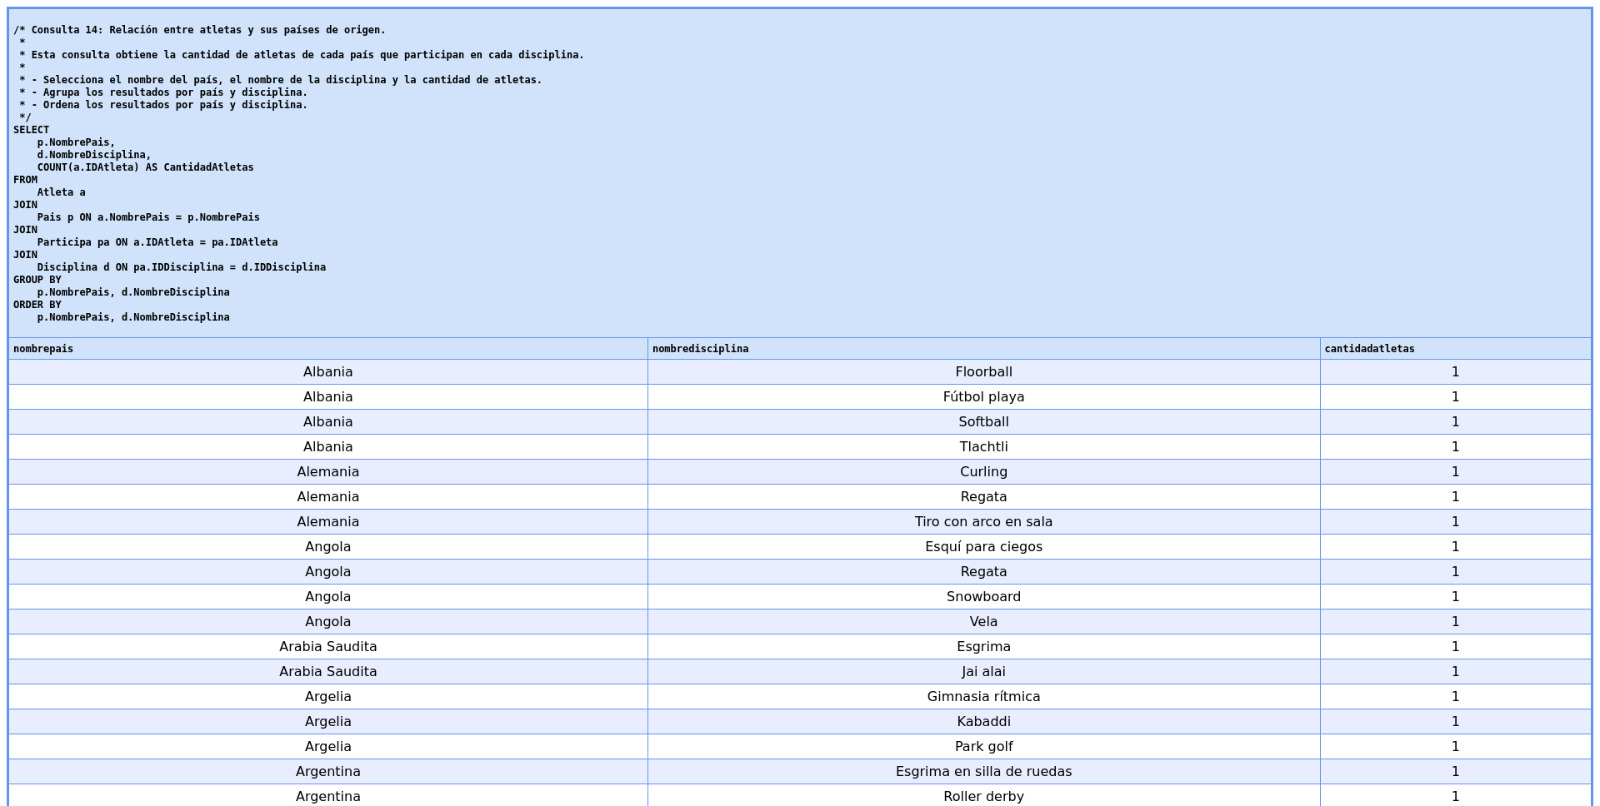 /* Consulta 14: Relación entre atletas y sus países de origen.
 *
 * Esta consulta obtiene la cantidad de atletas de cada país que participan en cada disciplina.
 *
 * - Selecciona el nombre del país, el nombre de la disciplina y la cantidad de atletas.
 * - Agrupa los resultados por país y disciplina.
 * - Ordena los resultados por país y disciplina.
 */
SELECT
    p.NombrePais,
    d.NombreDisciplina,
    COUNT(a.IDAtleta) AS CantidadAtletas
FROM
    Atleta a
JOIN
    Pais p ON a.NombrePais = p.NombrePais
JOIN
    Participa pa ON a.IDAtleta = pa.IDAtleta
JOIN
    Disciplina d ON pa.IDDisciplina = d.IDDisciplina
GROUP BY
    p.NombrePais, d.NombreDisciplina
ORDER BY
    p.NombrePais, d.NombreDisciplina
nombrepais nombredisciplina cantidadatletas
Albania Floorball 1
Albania Fútbol playa 1
Albania Softball 1
Albania Tlachtli 1
Alemania Curling 1
Alemania Regata 1
Alemania Tiro con arco en sala 1
Angola Esquí para ciegos 1
Angola Regata 1
Angola Snowboard 1
Angola Vela 1
Arabia Saudita Esgrima 1
Arabia Saudita Jai alai 1
Argelia Gimnasia rítmica 1
Argelia Kabaddi 1
Argelia Park golf 1
Argentina Esgrima en silla de ruedas 1
Argentina Roller derby 1